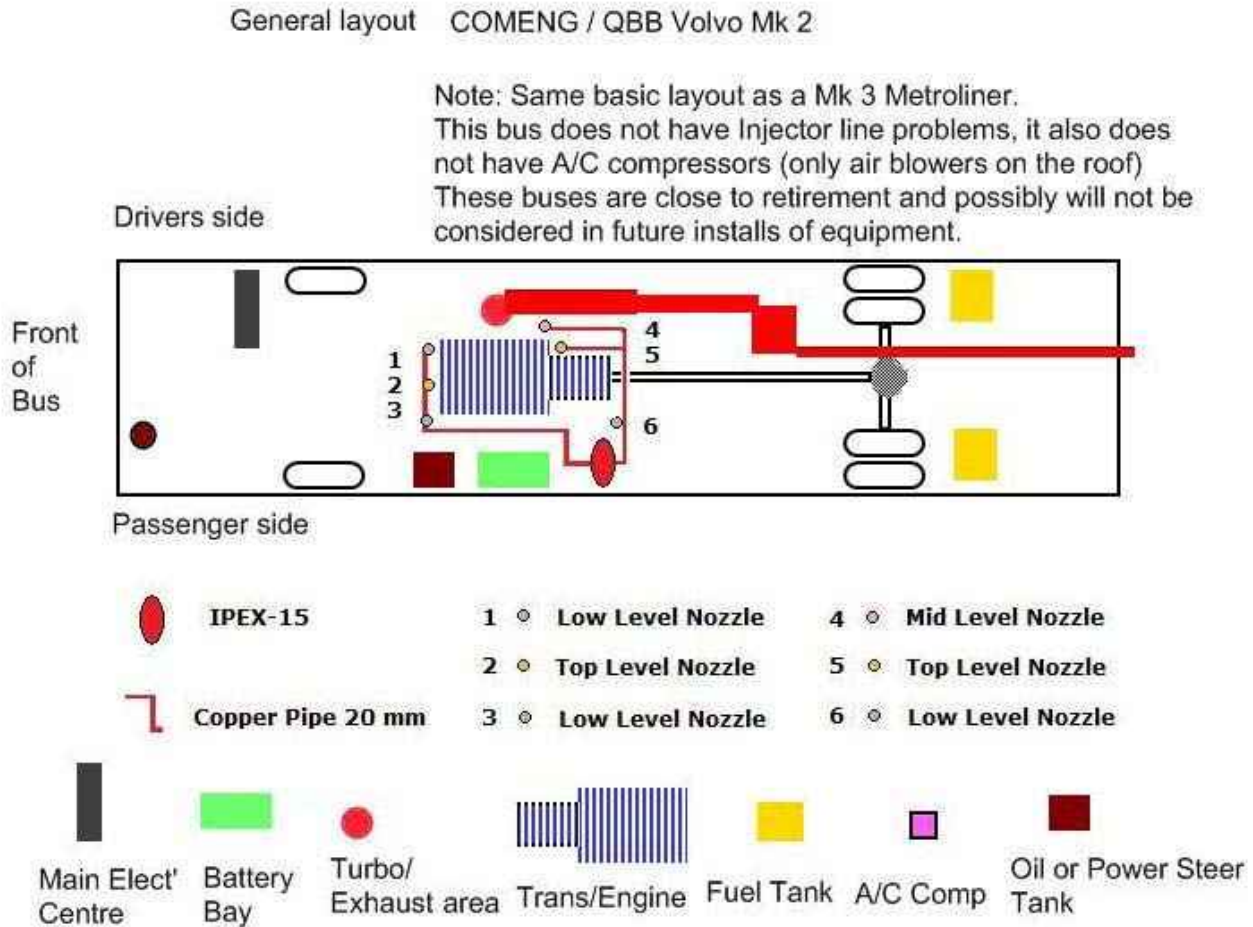 General layout COMENG / QBB Volvo Mk 2
Note: Same basic layout as a Mk 3 Metroliner.
This bus does not have Injector line problems, it also does
not have A/C compressors (only air blowers on the roof)
These buses are close to retirement and possibly will not be
considered in future installs of equipment.
Drivers side
Front
of
Bus
1
2
3
4
5
6
Passenger side
IPEX-15
Copper Pipe 20 mm
1 Low Level Nozzle
2 Top Level Nozzle
3 Low Level Nozzle
4 Mid Level Nozzle
5 Top Level Nozzle
6 Low Level Nozzle
Main Elect'
Centre
Battery
Bay
Turbo/
Exhaust area
Trans/Engine
Fuel Tank
A/C Comp
Oil or Power Steer
Tank